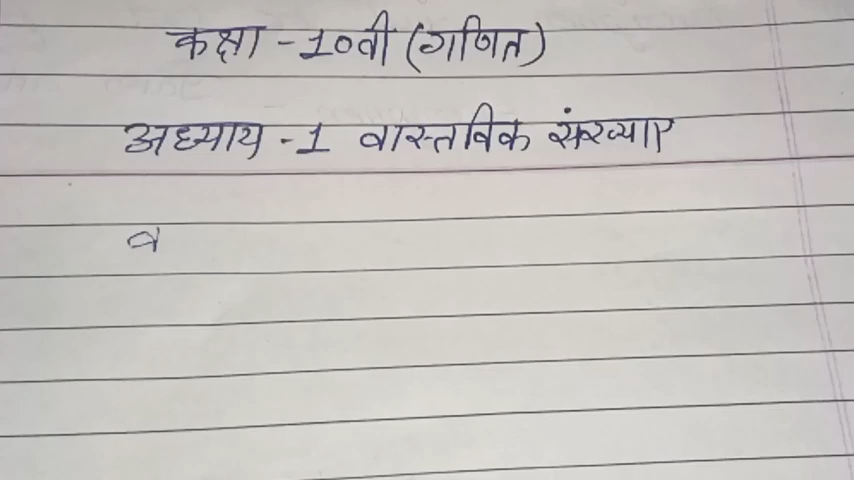 कक्षा - 10वी (गणित)
अध्याय - 1 वास्तविक संख्याए
व